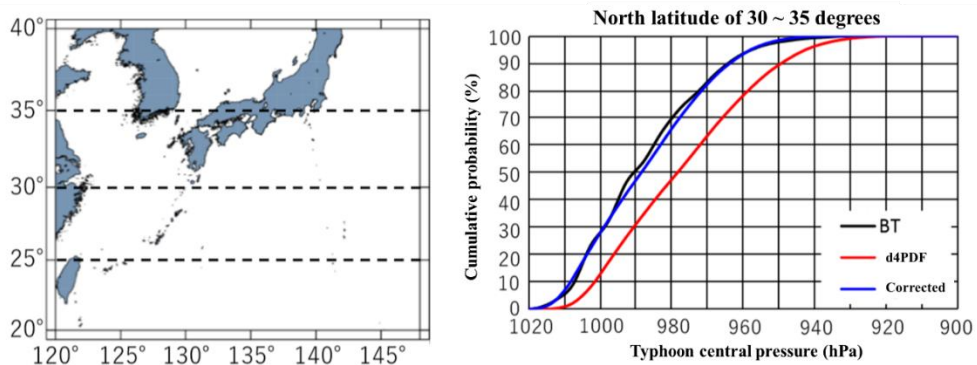 40°
35°
30°
25°
20°
120° 125° 130° 135° 140° 145°
North latitude of 30 ~ 35 degrees
Cumulative probability (%)
100
90
80
70
60
50
40
30
20
10
0
BT
d4PDF
Corrected
1020 1000 980 960 940 920 900
Typhoon central pressure (hPa)